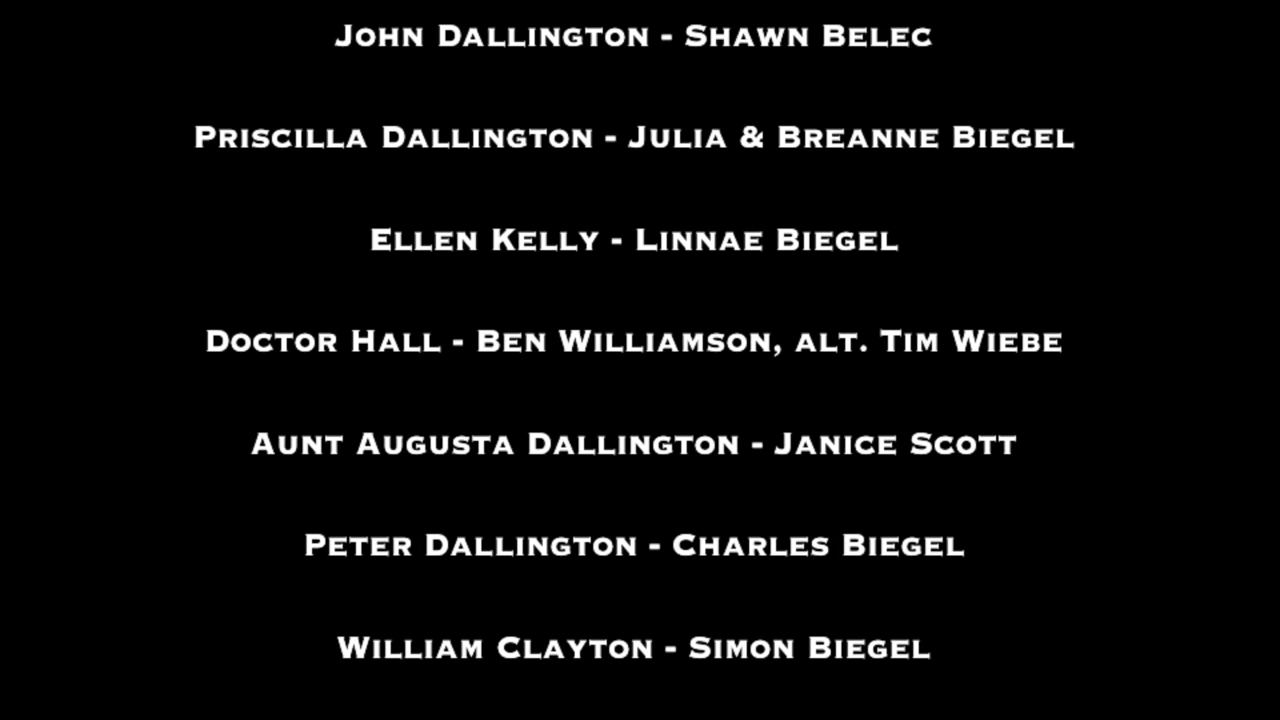 John Dallington - Shawn Belec
Priscilla Dallington - Julia & Breanne Biegel
Ellen Kelly - Linnae Biegel
Doctor Hall - Ben Williamson, alt. Tim Wiebe
Aunt Augusta Dallington - Janice Scott
Peter Dallington - Charles Biegel
William Clayton - Simon Biegel